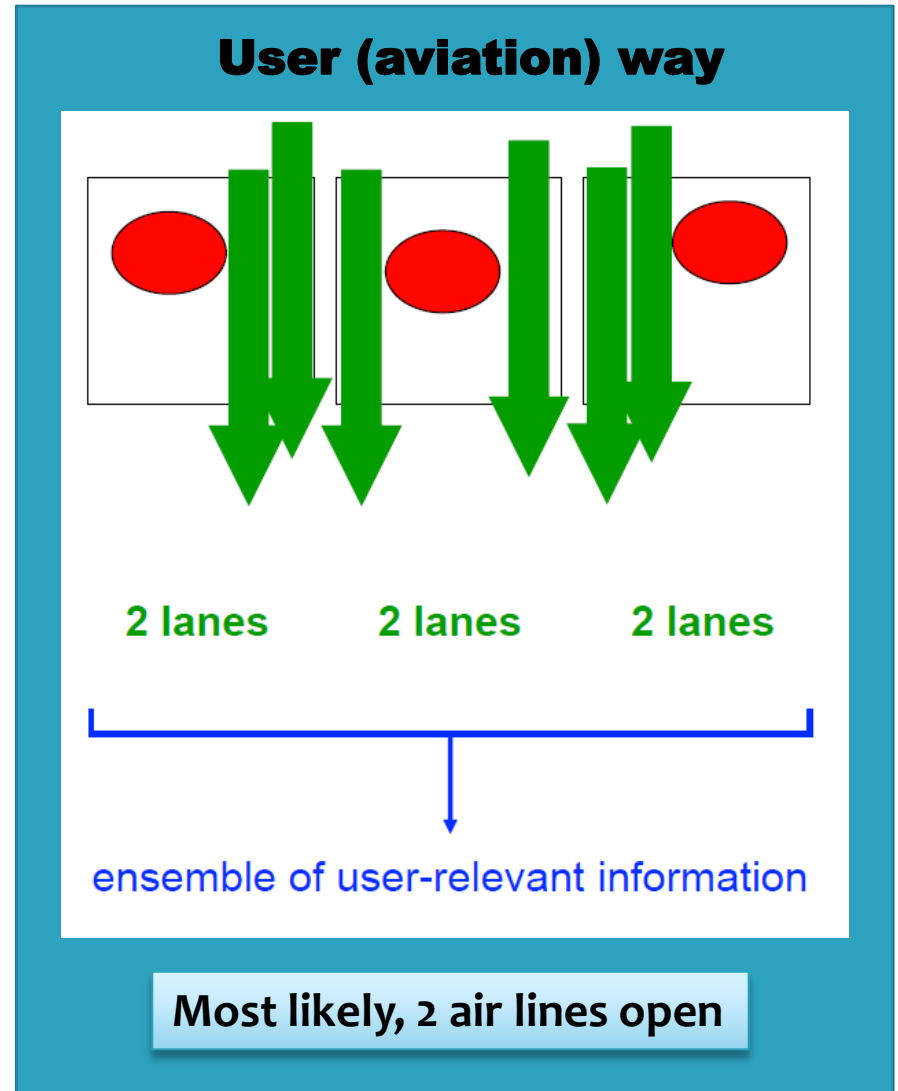 User (aviation) way
2 lanes 2 lanes 2 lanes
ensemble of user-relevant information
Most likely, 2 air lines open